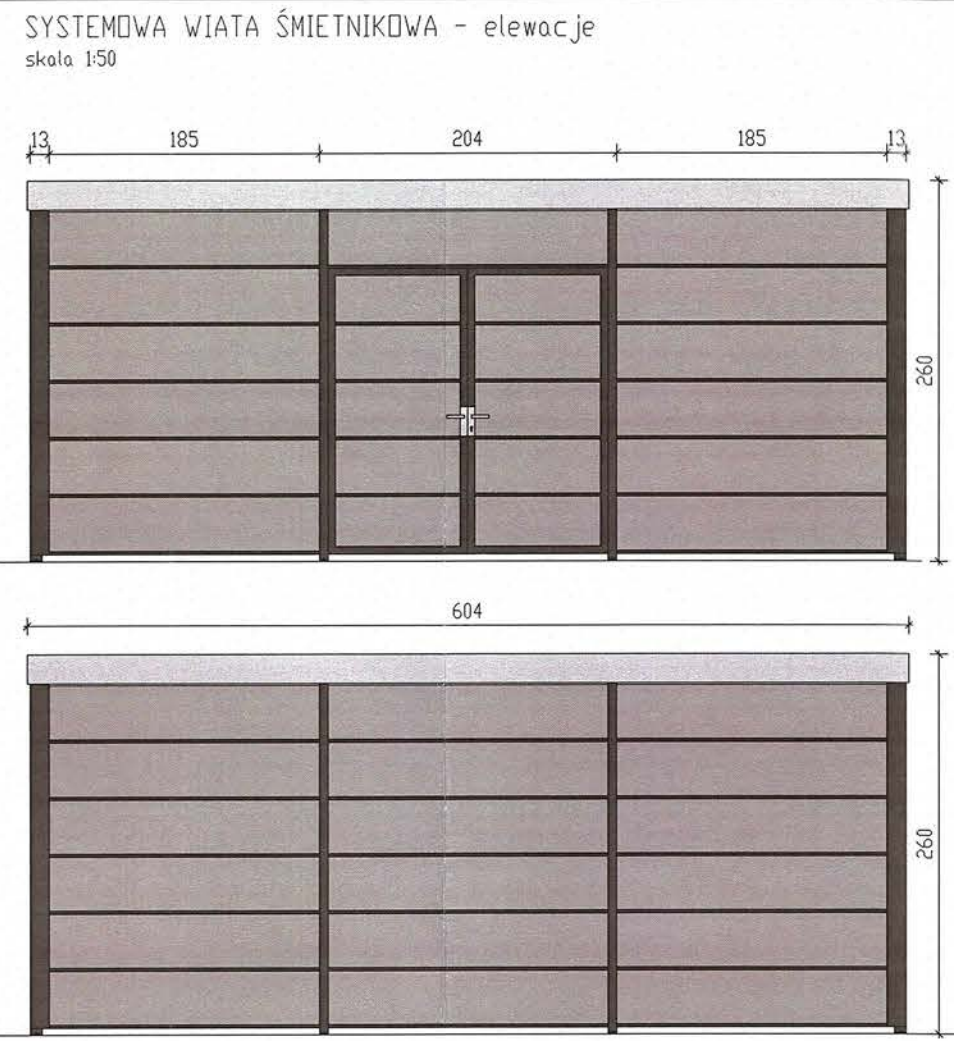 SYSTEMOWA WIATA ŚMIETNIKOWA - elewacje
skala 1:50
13 185 204 185 13
260
604
260